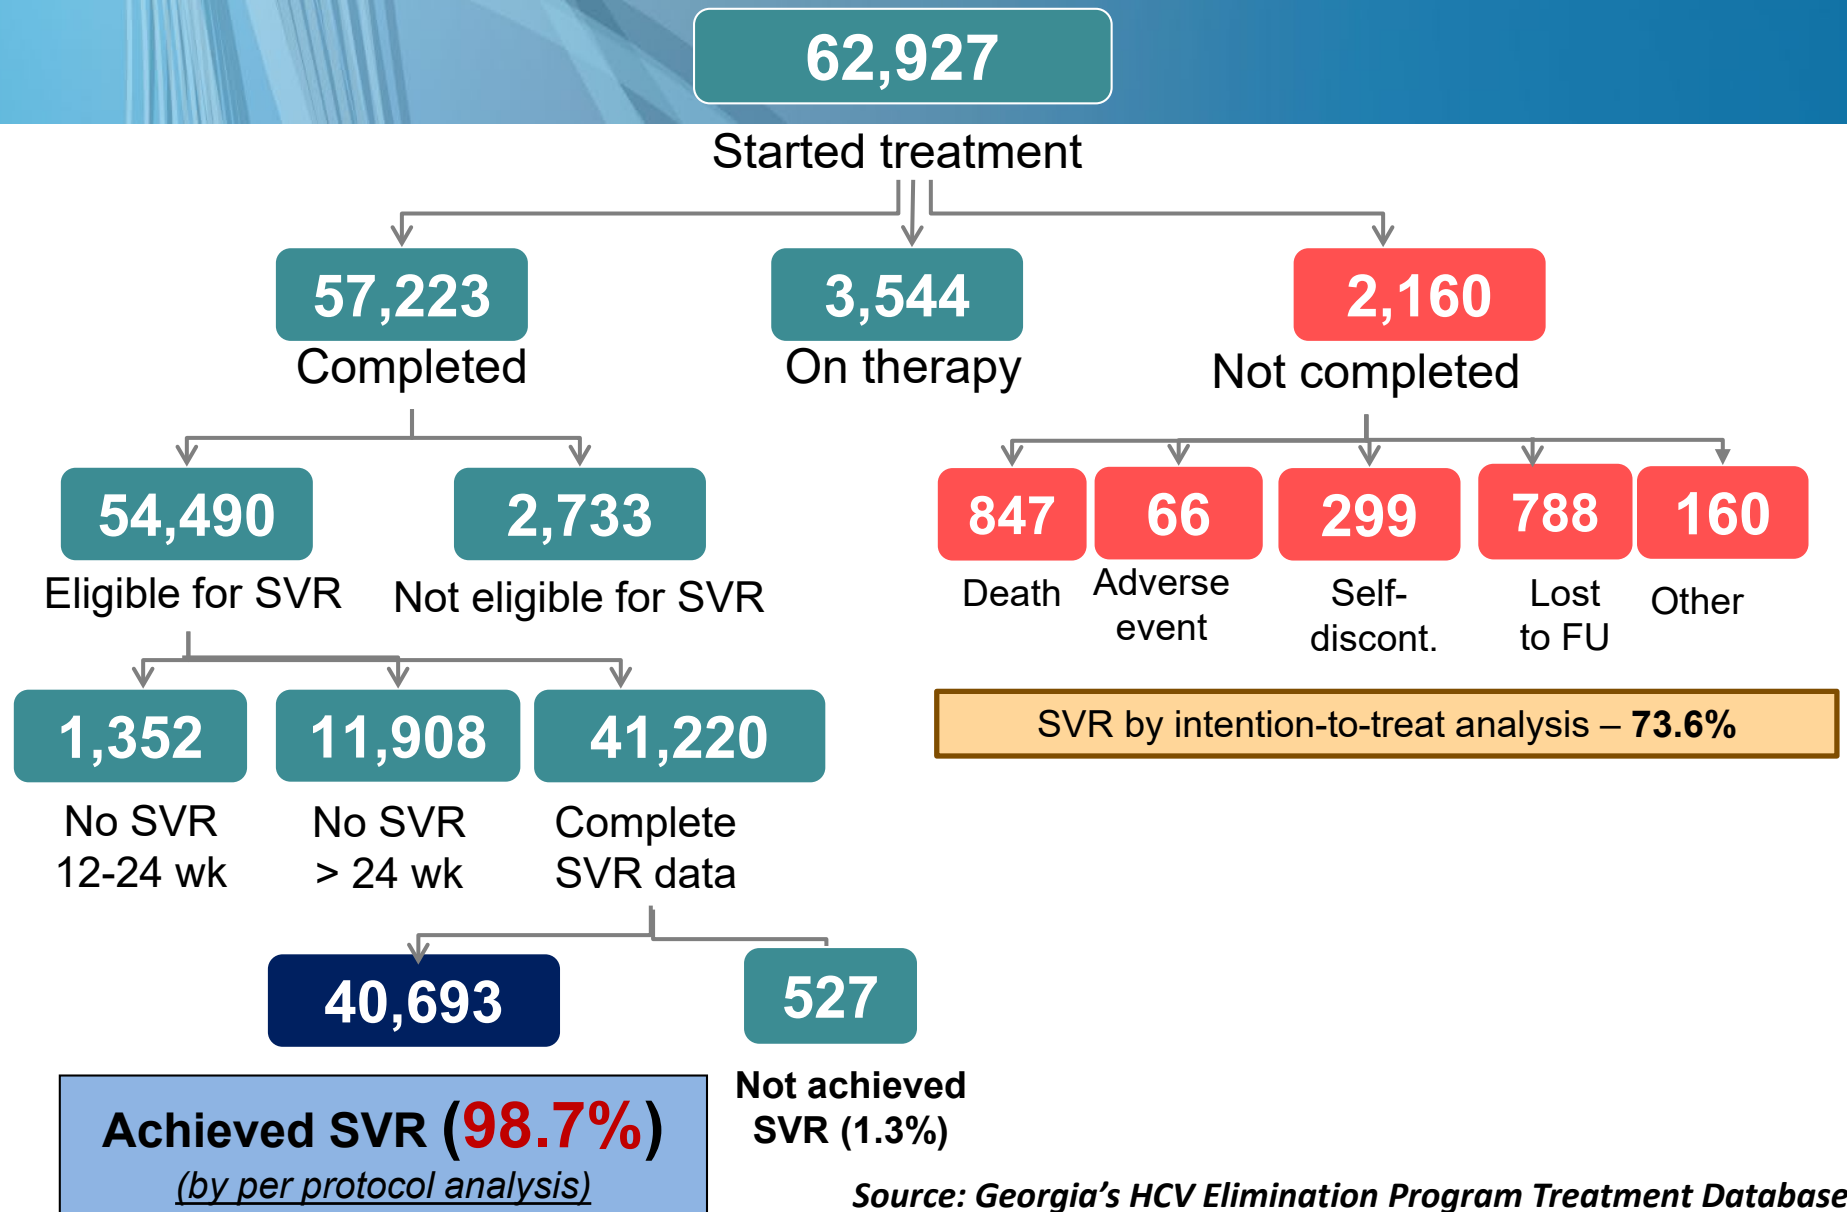 62,927
Started treatment
57,223
Completed
3,544
On therapy
2,160
Not completed
54,490
Eligible for SVR
2,733
Not eligible for SVR
847
Death
66
Adverse
event
299
Self-
discont.
788
Lost
to FU
160
Other
1,352
No SVR
12-24 wk
11,908
No SVR
> 24 wk
41,220
Complete
SVR data
SVR by intention-to-treat analysis – 73.6%
40,693
Achieved SVR (98.7%)
(by per protocol analysis)
527
Not achieved
SVR (1.3%)
Source: Georgia’s HCV Elimination Program Treatment Database